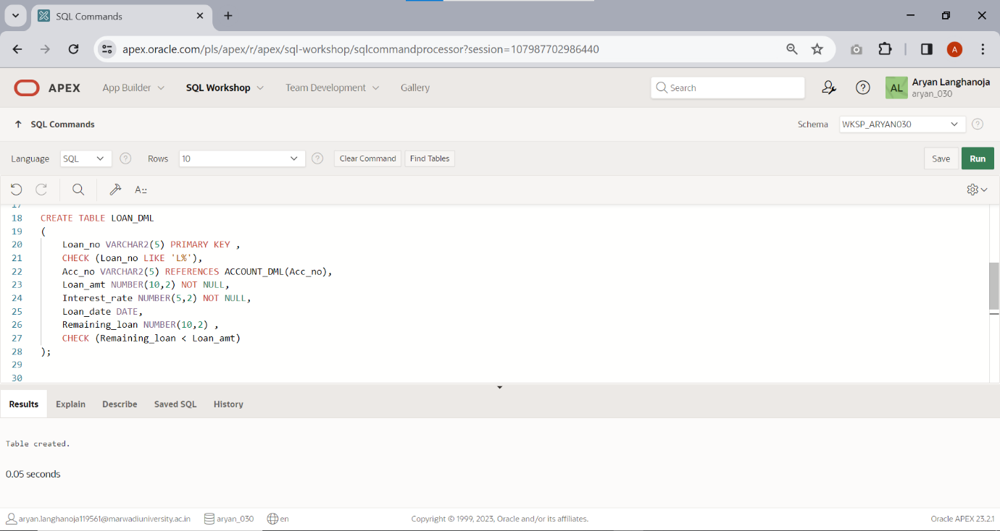 SQL Commands
apex.oracle.com/pls/apex/r/apex/sql-workshop/sqlcommandprocessor?session=107987702986440
A
APEX App Builder SQL Workshop Team Development Gallery Search ? AL Aryan Langhanoja
aryan_030
SQL Commands Schema WKSP_ARYAN030 ?
Language SQL ? Rows 10 ? Clear Command Find Tables Save Run
A::
17
18 CREATE TABLE LOAN_DML
19 (
20 Loan_no VARCHAR2(5) PRIMARY KEY ,
21 CHECK (Loan_no LIKE 'L%'),
22 Acc_no VARCHAR2(5) REFERENCES ACCOUNT_DML(Acc_no),
23 Loan_amt NUMBER(10,2) NOT NULL,
24 Interest_rate NUMBER(5,2) NOT NULL,
25 Loan_date DATE,
26 Remaining_loan NUMBER(10,2) ,
27 CHECK (Remaining_loan < Loan_amt)
28 );
29
30
Results Explain Describe Saved SQL History
Table created.
0.05 seconds
aryan.langhanoja119561@marwadiuniversity.ac.in aryan_030 en Copyright © 1999, 2023, Oracle and/or its affiliates. Oracle APEX 23.2.1